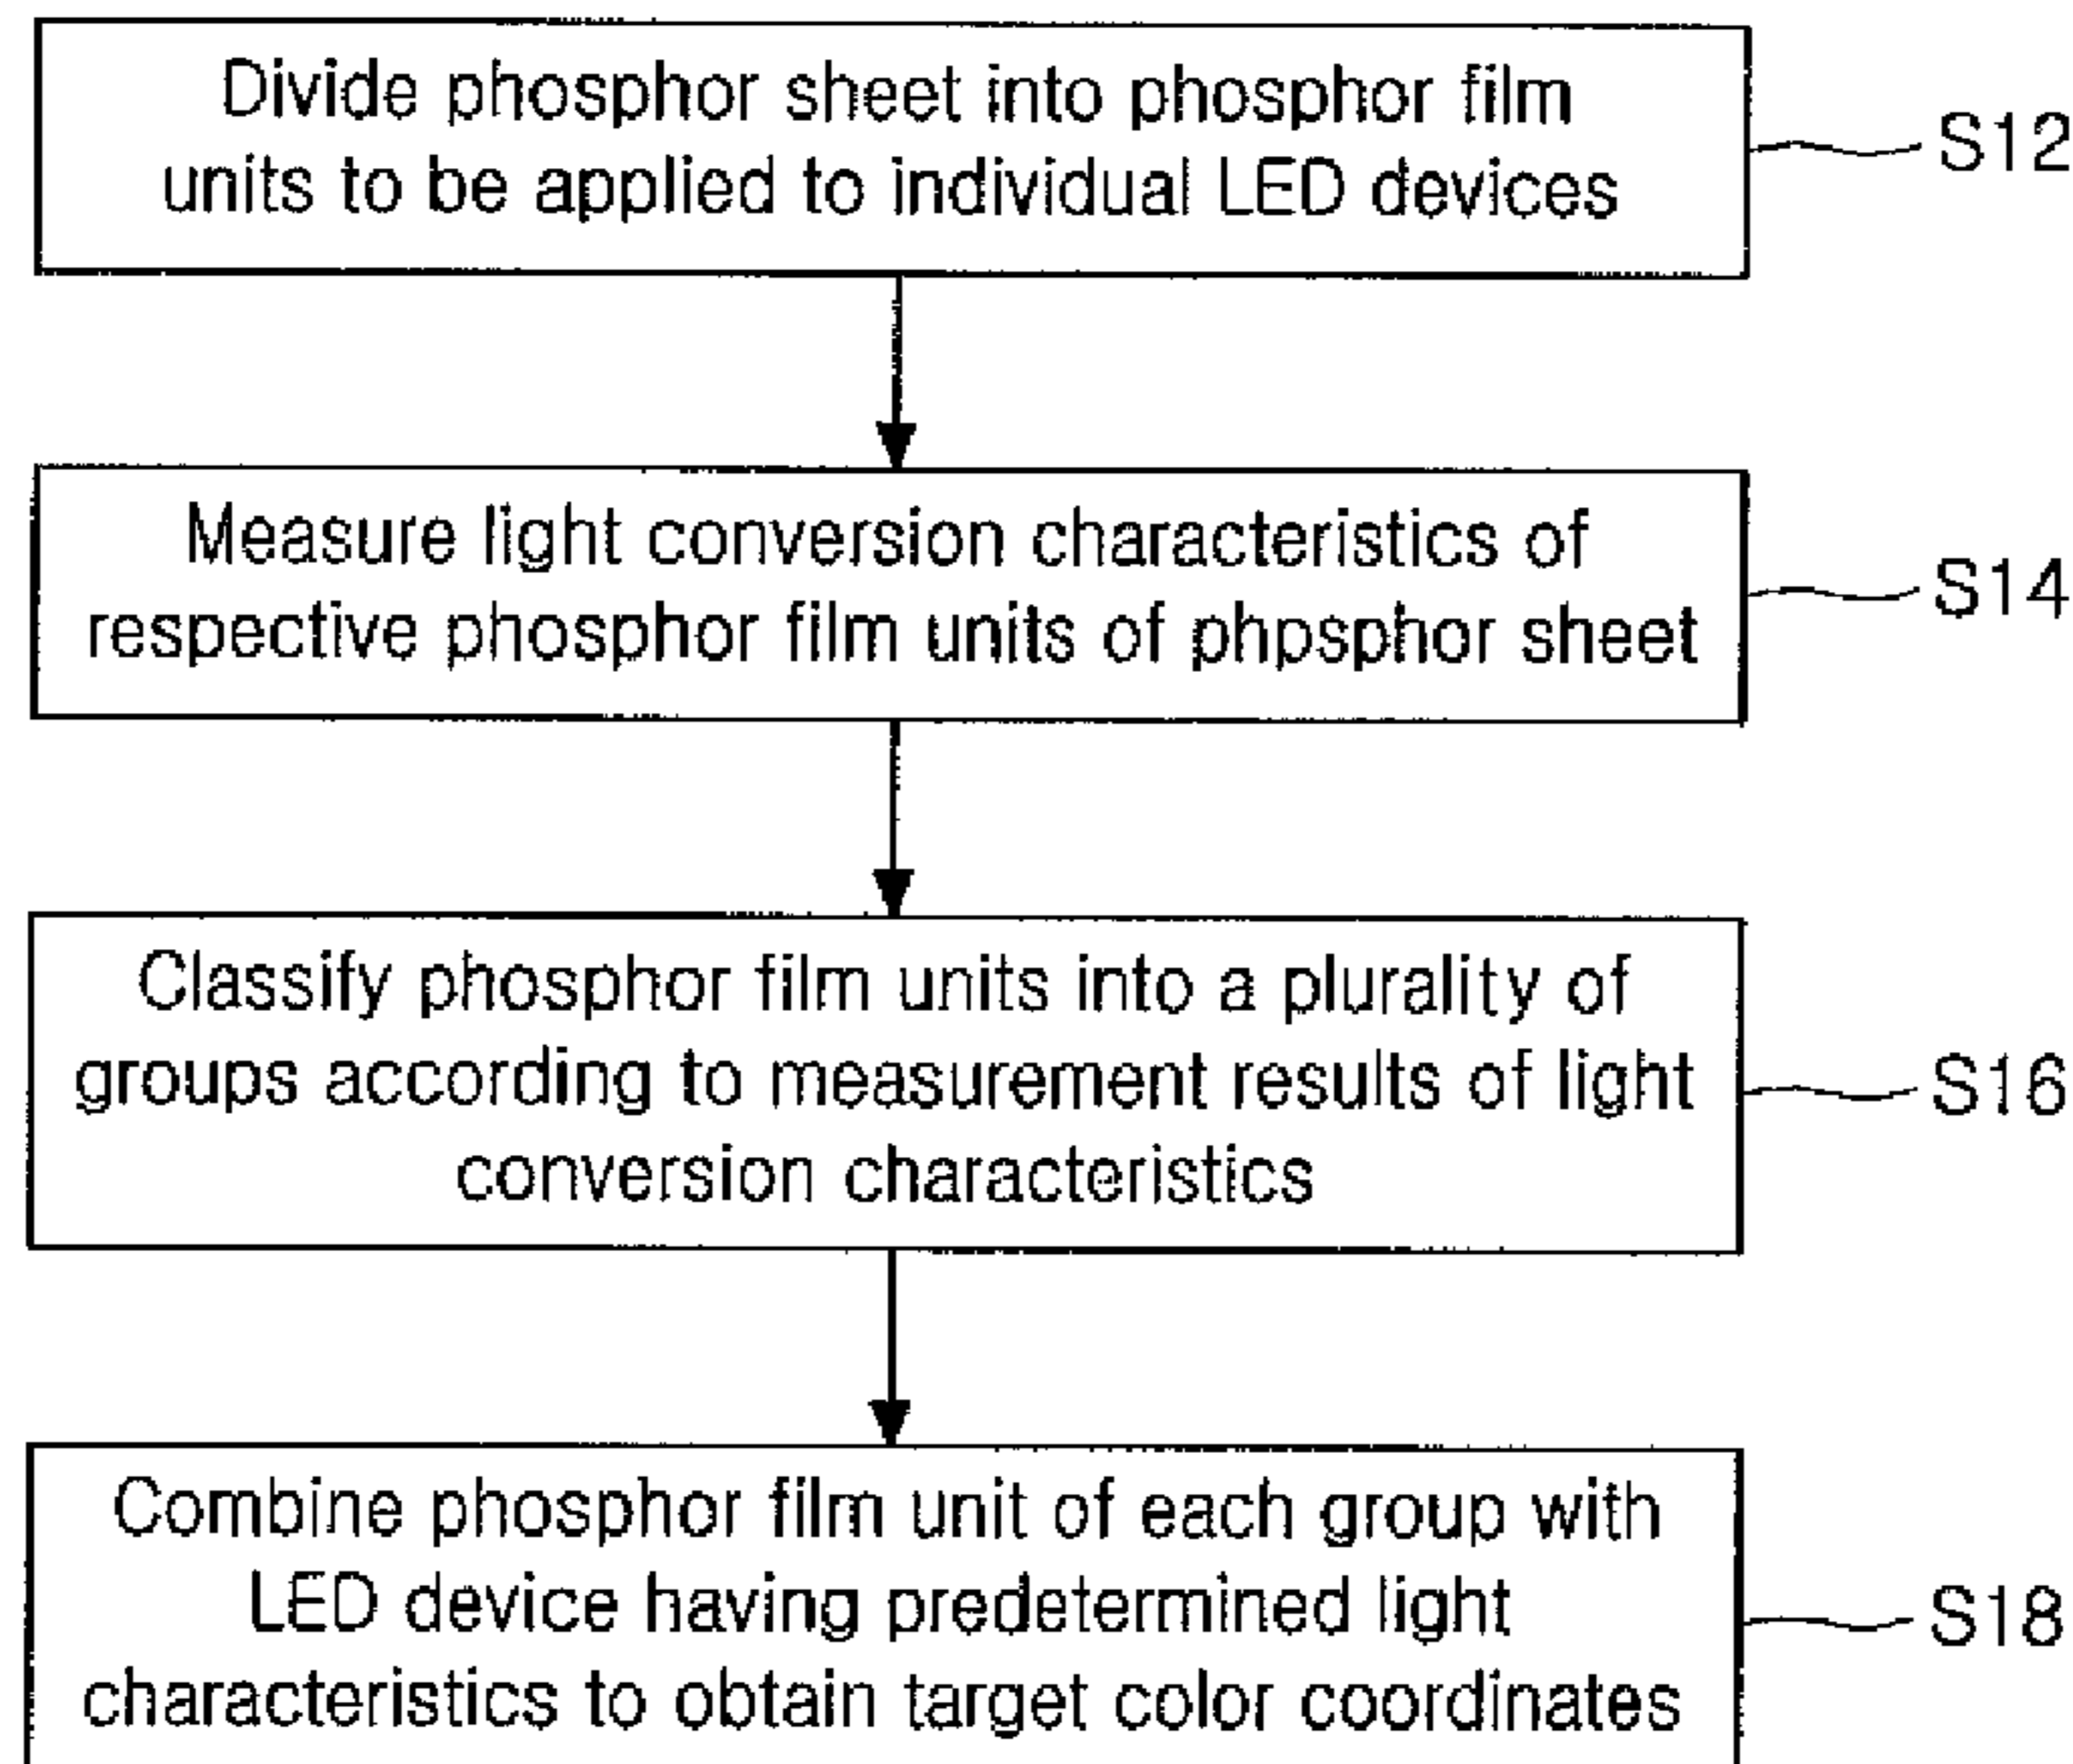 Divide phosphor sheet into phosphor film
units to be applied to individual LED devices
S12
Measure light conversion characteristics of
respective phosphor film units of phpsphor sheet
S14
Classify phosphor film units into a plurality of
groups according to measurement results of light
conversion characteristics
S16
Combine phosphor film unit of each group with
LED device having predetermined light
characteristics to obtain target color coordinates
S18